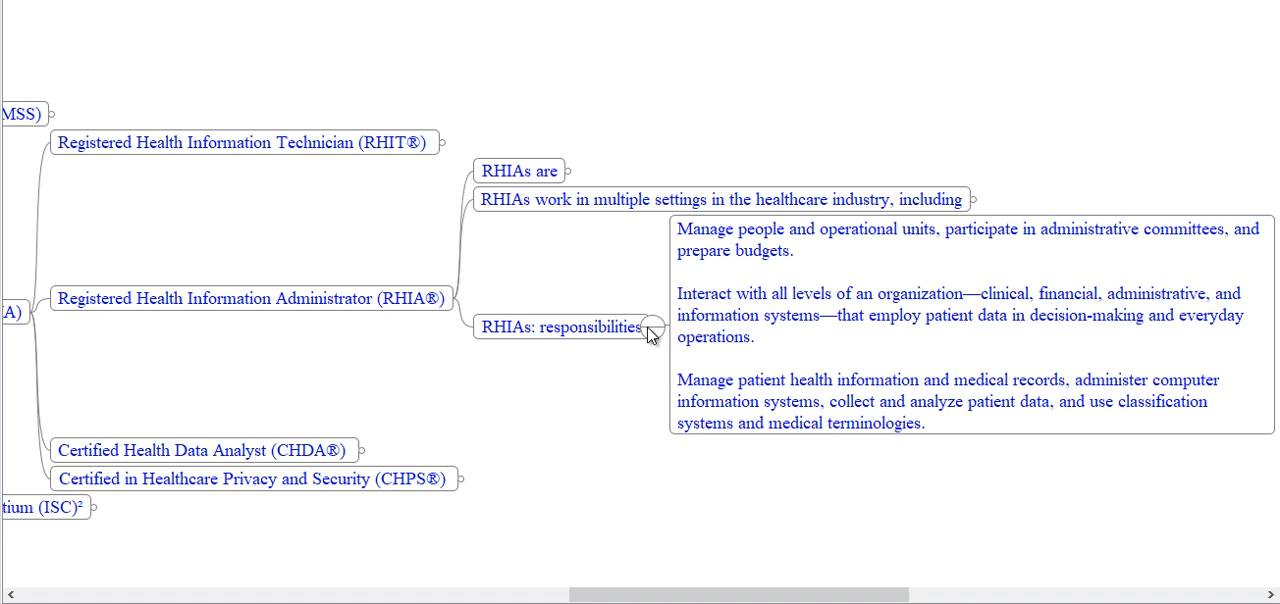 MSS)
Registered Health Information Technician (RHIT®)
RHIAs are
RHIAs work in multiple settings in the healthcare industry, including
Manage people and operational units, participate in administrative committees, and
prepare budgets.
Interact with all levels of an organization—clinical, financial, administrative, and
information systems—that employ patient data in decision-making and everyday
operations.
Manage patient health information and medical records, administer computer
information systems, collect and analyze patient data, and use classification
systems and medical terminologies.
Registered Health Information Administrator (RHIA®)
RHIAs: responsibilities
A)
Certified Health Data Analyst (CHDA®)
Certified in Healthcare Privacy and Security (CHPS®)
tium (ISC)²